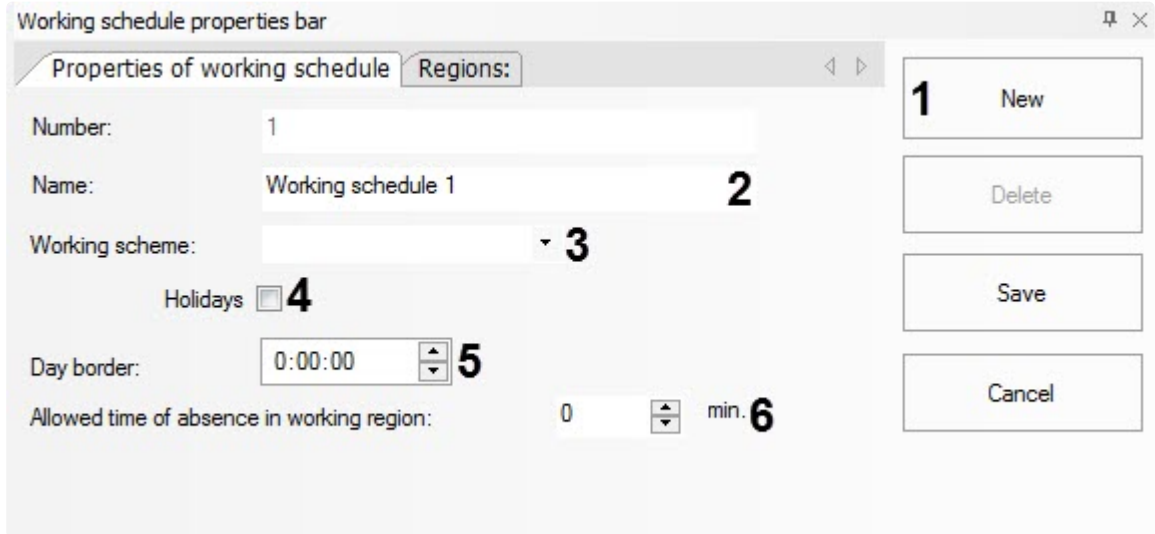 Working schedule properties bar
Properties of working schedule Regions:
1 New
Number: 1
Name: Working schedule 1 2
Delete
Working scheme: 3
Holidays 4
Save
Day border: 0:00:00 5
Cancel
Allowed time of absence in working region: 0 min. 6